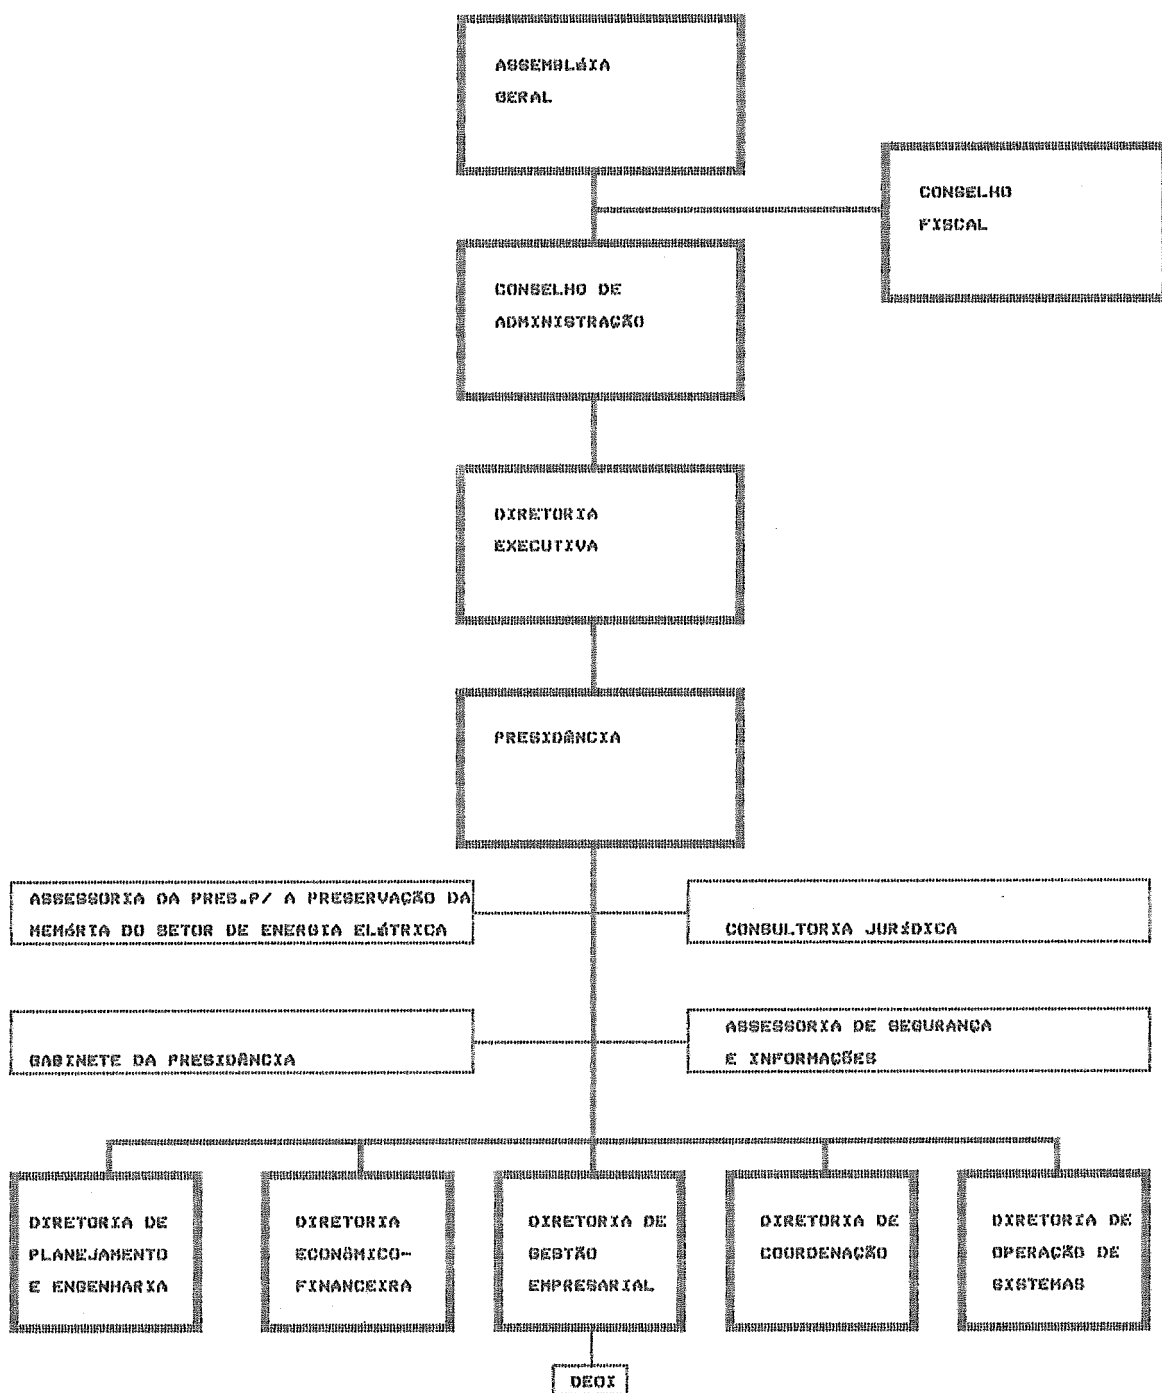 ASSEMBLéIA
GERAL
CONSELHO
FISCAL
CONSELHO DE
ADMINISTRAÇÃO
DIRETORIA
EXECUTIVA
PRESIDÊNCIA
ASSESSORIA DA PRES.P/ A PRESERVAÇÃO DA
MEMÓRIA DO SETOR DE ENERGIA ELÉTRICA
CONSULTORIA JURÍDICA
GABINETE DA PRESIDÊNCIA
ASSESSORIA DE SEGURANÇA
E INFORMAÇÕES
DIRETORIA DE
PLANEJAMENTO
E ENGENHARIA
DIRETORIA
ECONÔMICO-
FINANCEIRA
DIRETORIA DE
GESTÃO
EMPRESARIAL
DIRETORIA DE
COORDENAÇÃO
DIRETORIA DE
OPERAÇÃO DE
SISTEMAS
DEOI